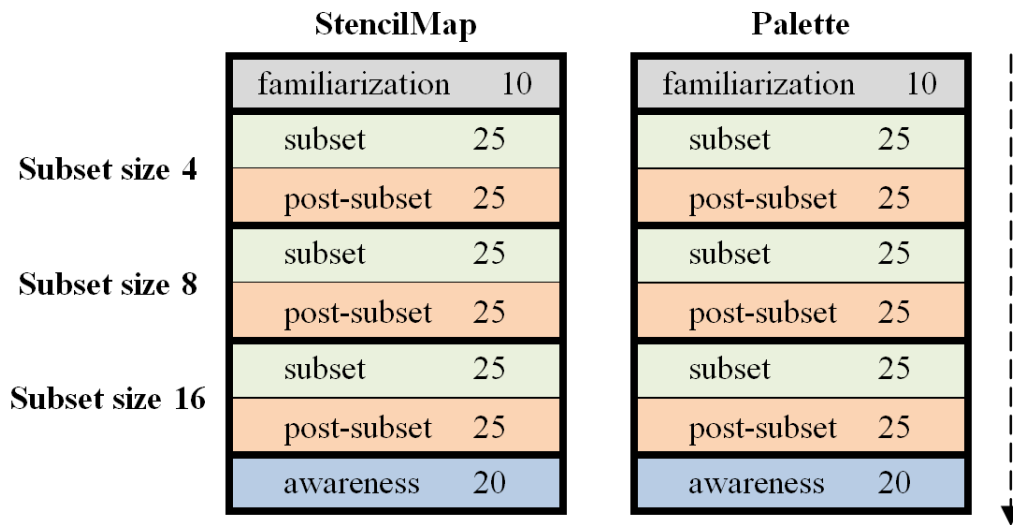 StencilMap Palette
familiarization 10 familiarization 10
subset 25 subset 25
Subset size 4
post-subset 25 post-subset 25
subset 25 subset 25
Subset size 8
post-subset 25 post-subset 25
subset 25 subset 25
Subset size 16
post-subset 25 post-subset 25
awareness 20 awareness 20